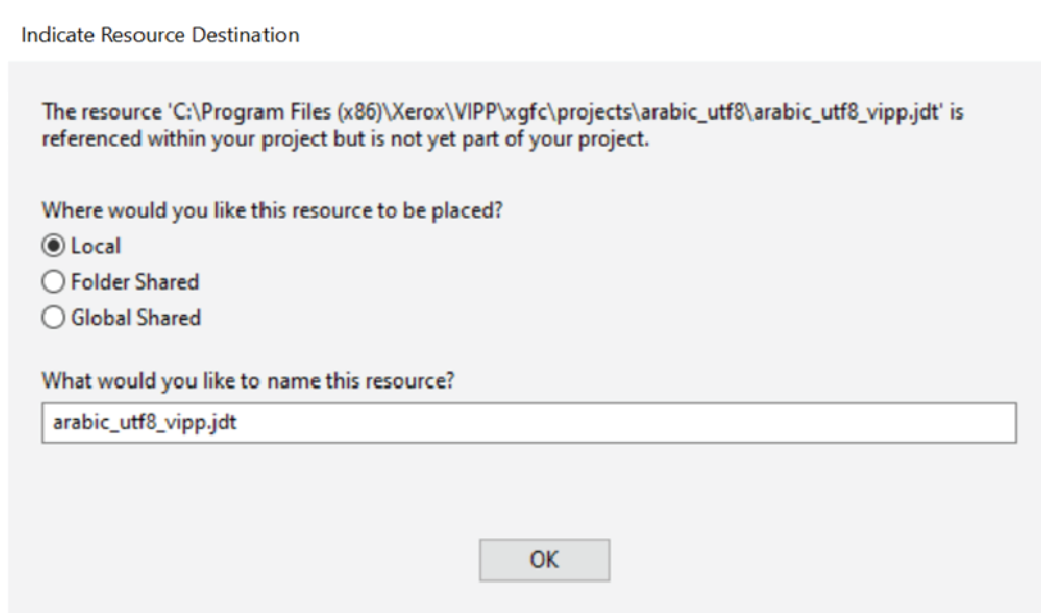 Indicate Resource Destination
The resource 'C:\Program Files (x86)\Xerox\VIPP\xgfc\projects\arabic_utf8\arabic_utf8_vipp.jdt' is
referenced within your project but is not yet part of your project.
Where would you like this resource to be placed?
Local
Folder Shared
Global Shared
What would you like to name this resource?
arabic_utf8_vipp.jdt
OK